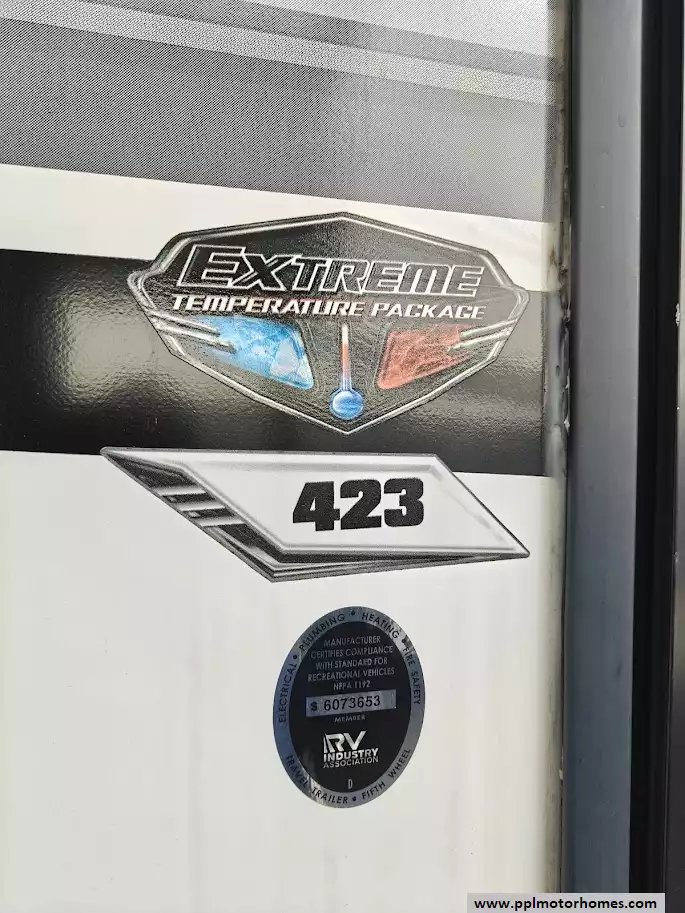 EXTREME
TEMPERATURE PACKAGE
423
ELECTRICAL • PLUMBING • HEATING • FIRE SAFETY
MANUFACTURER
CERTIFIES COMPLIANCE
WITH STANDARD FOR
RECREATIONAL VEHICLES
NFPA 1192
$ 6073653
MEMBER
RV
INDUSTRY
ASSOCIATION
D
TRAVEL TRAILER • FIFTH WHEEL
www.pplmotorhomes.com